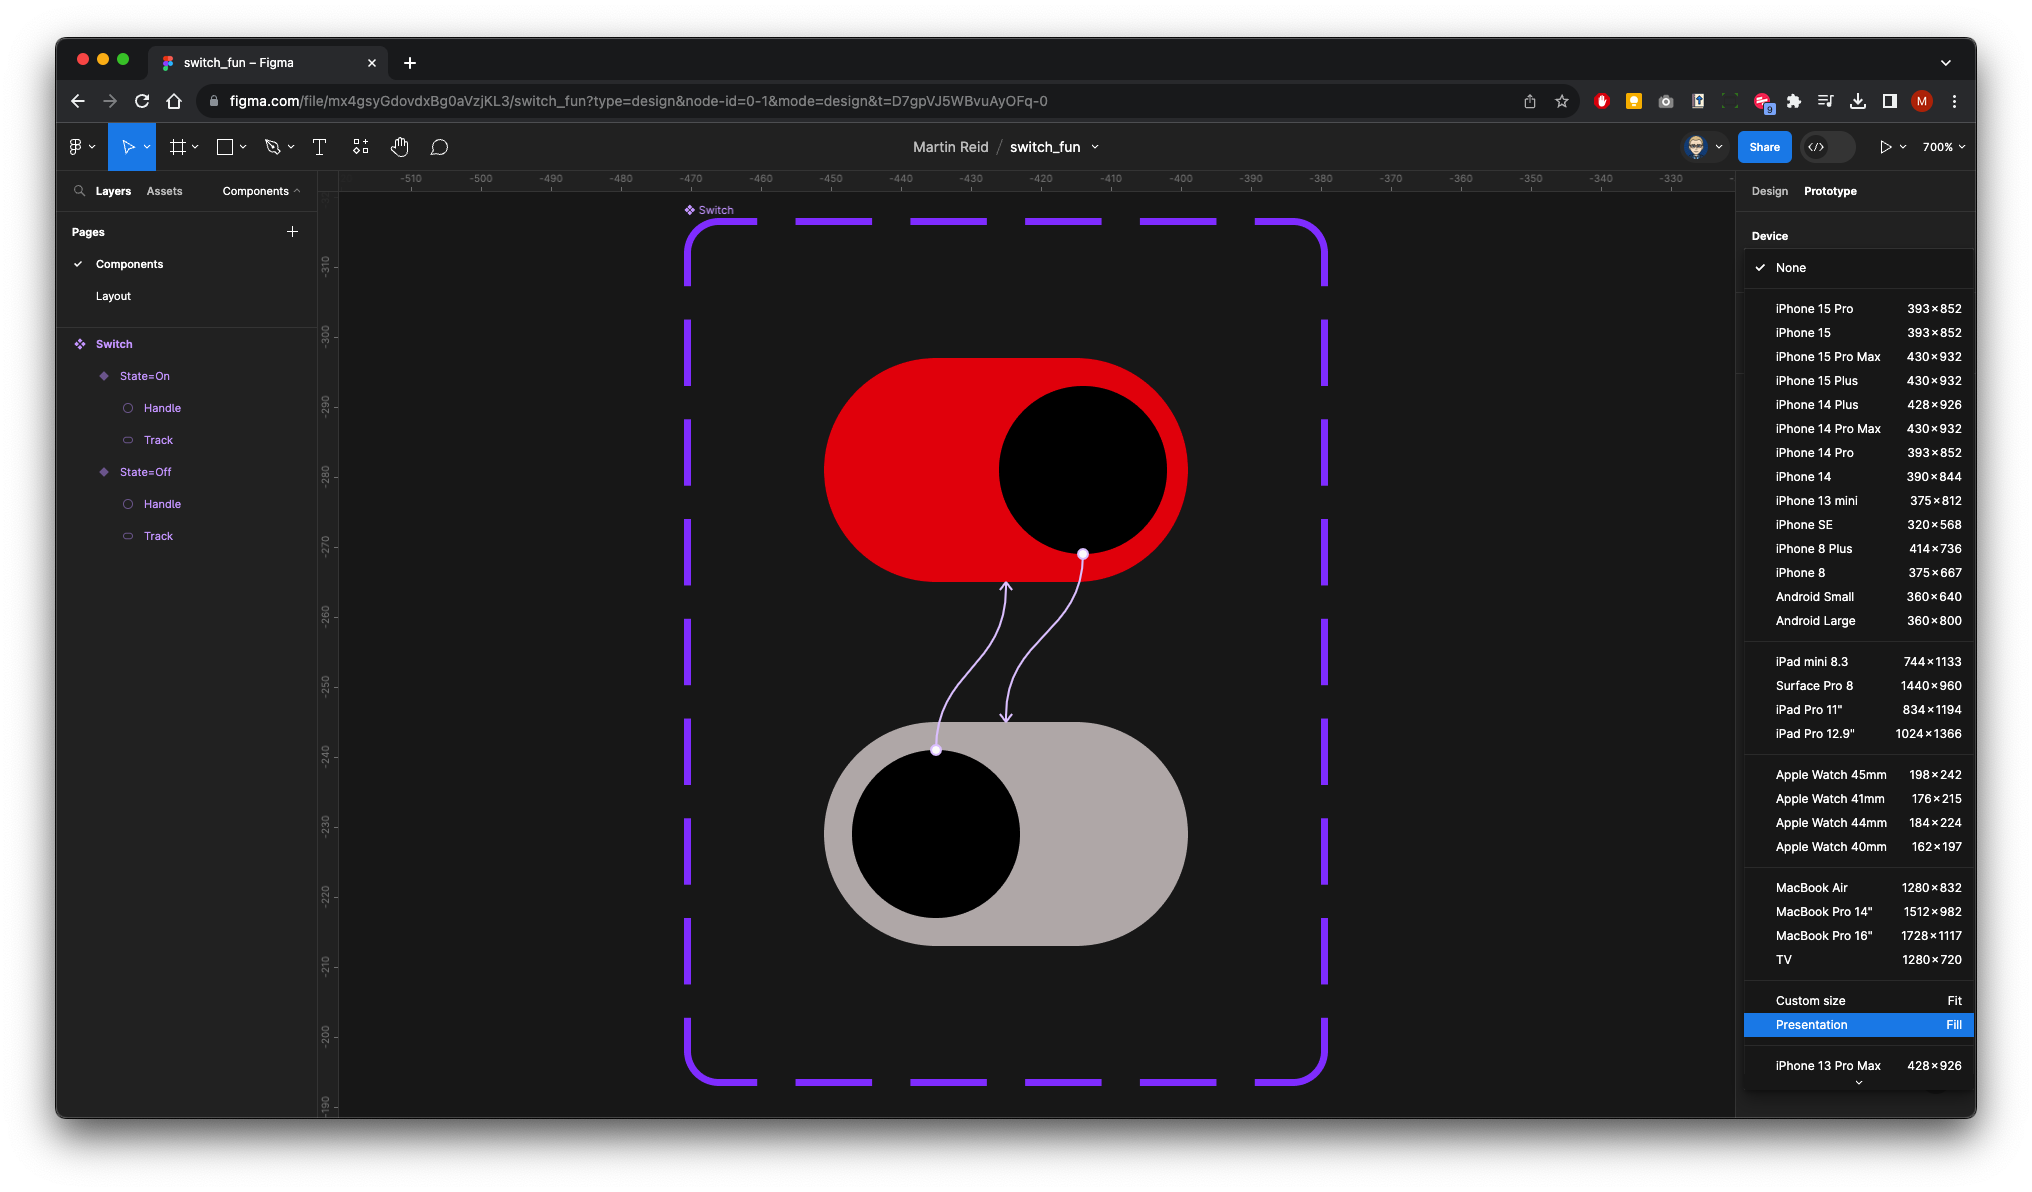 switch_fun – Figma
figma.com/file/mx4gsyGdovdxBg0aVzjKL3/switch_fun?type=design&node-id=0-1&mode=design&t=D7gpVJ5WBvuAyOFq-0
9
M
Martin Reid / switch_fun
Share
700%
Layers Assets Components
-510 -500 -490 -480 -470 -460 -450 -440 -430 -420 -410 -400 -390 -380 -370 -360 -350 -340 -330
Design Prototype
Pages
Components
Layout
Switch
State=On
Handle
Track
State=Off
Handle
Track
-310
-300
-290
-280
-270
-260
-250
-240
-230
-220
-210
-200
-190
Switch
Device
None
iPhone 15 Pro 393×852
iPhone 15 393×852
iPhone 15 Pro Max 430×932
iPhone 15 Plus 430×932
iPhone 14 Plus 428×926
iPhone 14 Pro Max 430×932
iPhone 14 Pro 393×852
iPhone 14 390×844
iPhone 13 mini 375×812
iPhone SE 320×568
iPhone 8 Plus 414×736
iPhone 8 375×667
Android Small 360×640
Android Large 360×800
iPad mini 8.3 744×1133
Surface Pro 8 1440×960
iPad Pro 11" 834×1194
iPad Pro 12.9" 1024×1366
Apple Watch 45mm 198×242
Apple Watch 41mm 176×215
Apple Watch 44mm 184×224
Apple Watch 40mm 162×197
MacBook Air 1280×832
MacBook Pro 14" 1512×982
MacBook Pro 16" 1728×1117
TV 1280×720
Custom size Fit
Presentation Fill
iPhone 13 Pro Max 428×926